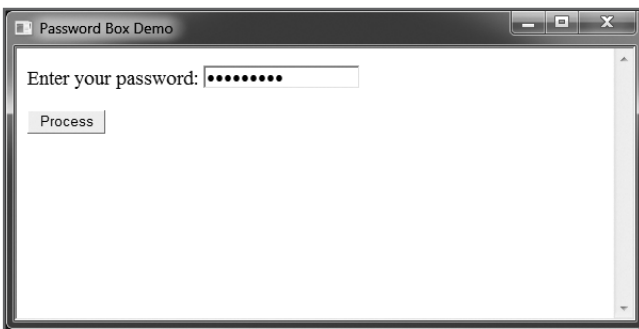 Password Box Demo
Enter your password: •••••••••
Process